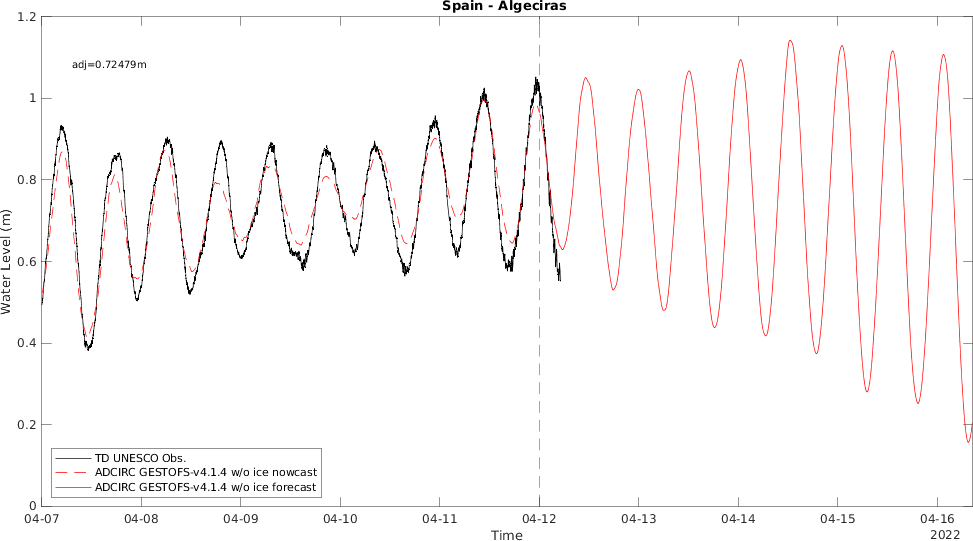 Spain - Algeciras
1.2
adj=0.72479m
1
0.8
0.6
0.4
0.2
0
Water Level (m)
TD UNESCO Obs.
ADCIRC GESTOFS-v4.1.4 w/o ice nowcast
ADCIRC GESTOFS-v4.1.4 w/o ice forecast
04-07 04-08 04-09 04-10 04-11 04-12 04-13 04-14 04-15 04-16
Time
2022